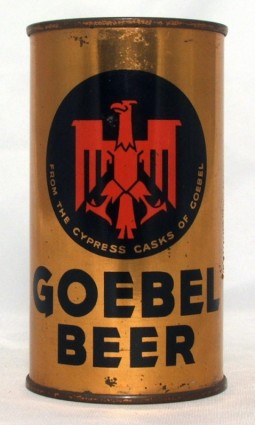 FROM THE CYPRESS CASKS OF GOEBEL
GOEBEL
BEER